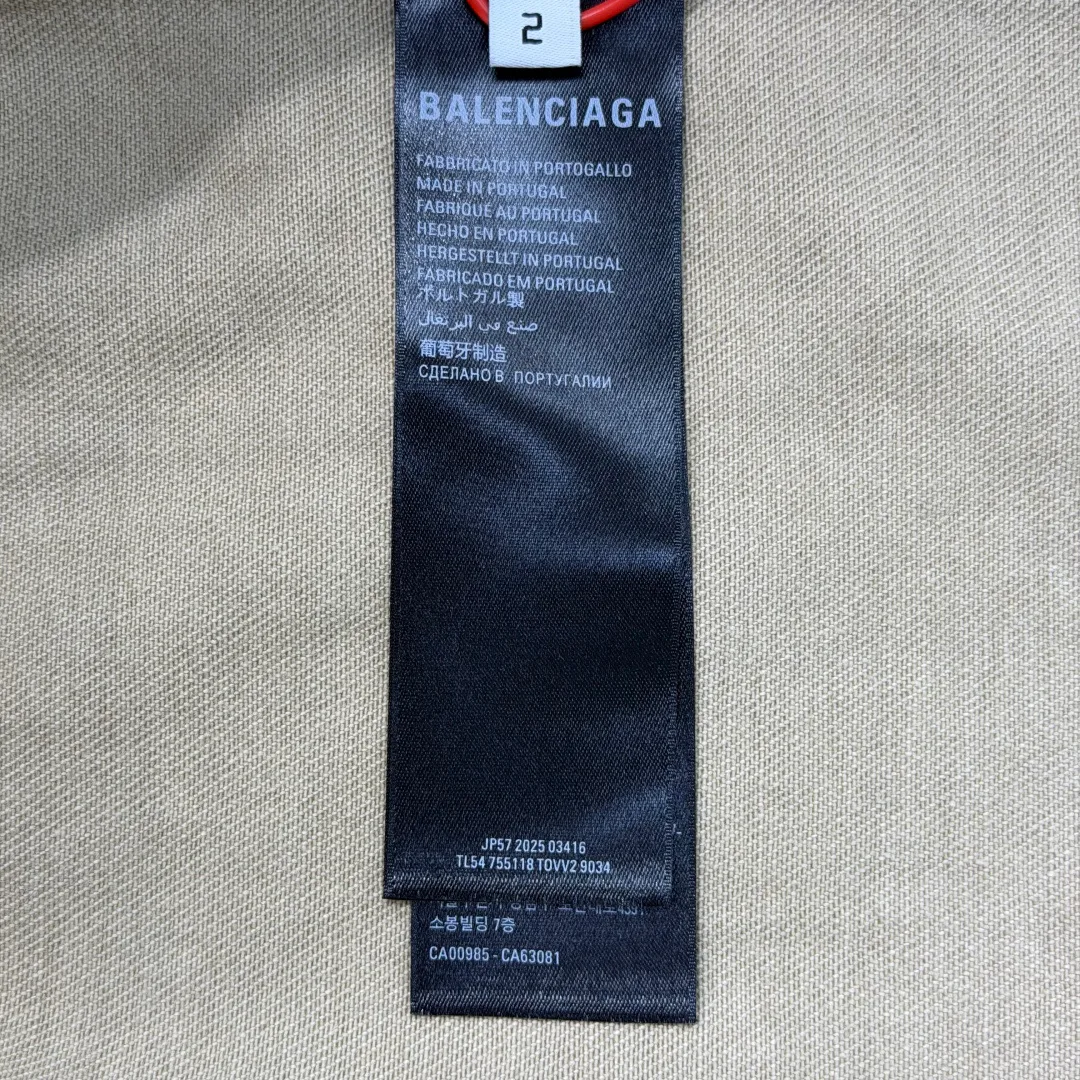 2
BALENCIAGA
FABBRICATO IN PORTOGALLO
MADE IN PORTUGAL
FABRIQUÉ AU PORTUGAL
HECHO EN PORTUGAL
HERGESTELLT IN PORTUGAL
FABRICADO EM PORTUGAL
ポルトガル製
صنع في البرتغال
葡萄牙制造
СДЕЛАНО В ПОРТУГАЛИИ
JP57 2025 03416
TL54 755118 TOVV2 9034
소봉빌딩 7층
CA00985 - CA63081